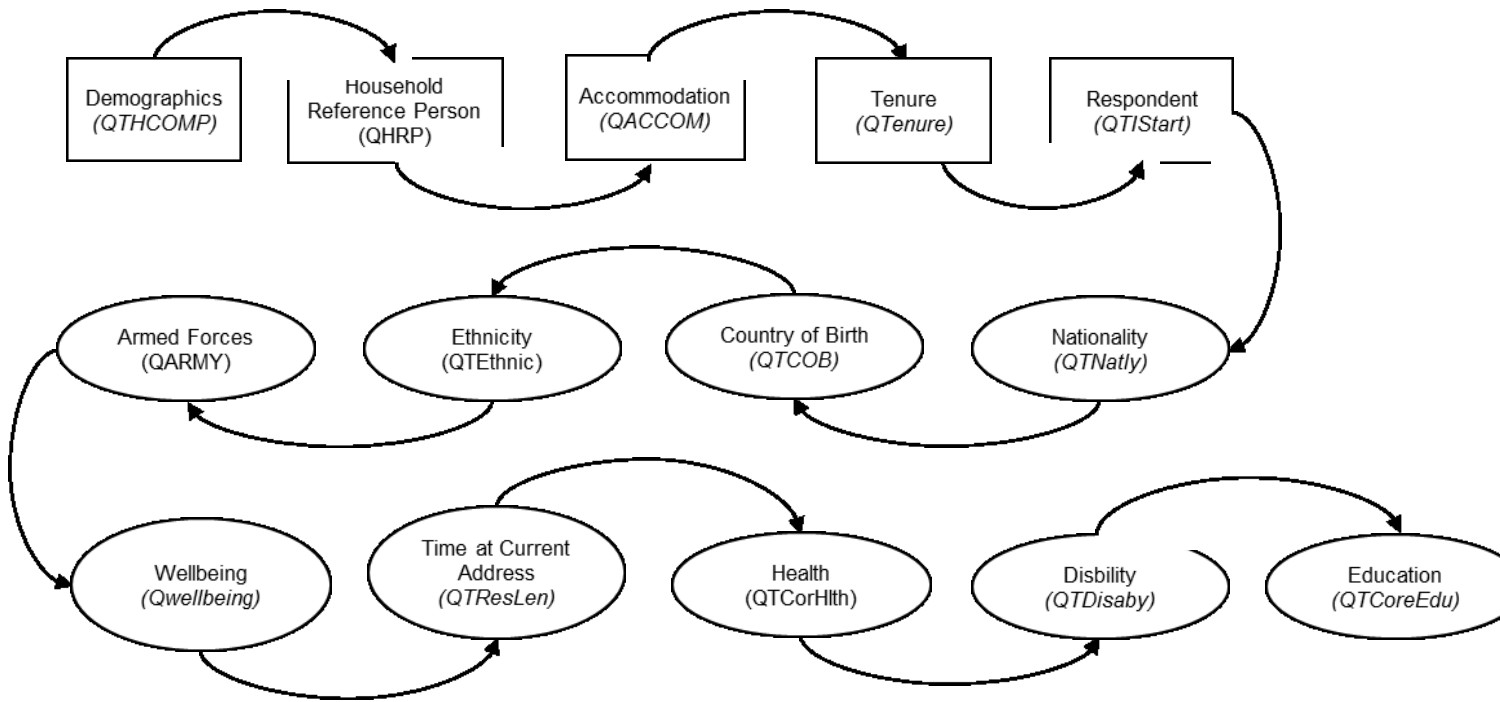 Demographics
(QTHCOMP)
Household
Reference Person
(QHRP)
Accommodation
(QACCOM)
Tenure
(QTenure)
Respondent
(QTIStart)
Armed Forces
(QARMY)
Ethnicity
(QTEthnic)
Country of Birth
(QTCOB)
Nationality
(QTNatly)
Wellbeing
(Qwellbeing)
Time at Current
Address
(QTResLen)
Health
(QTCorHlth)
Disbility
(QTDisaby)
Education
(QTCoreEdu)